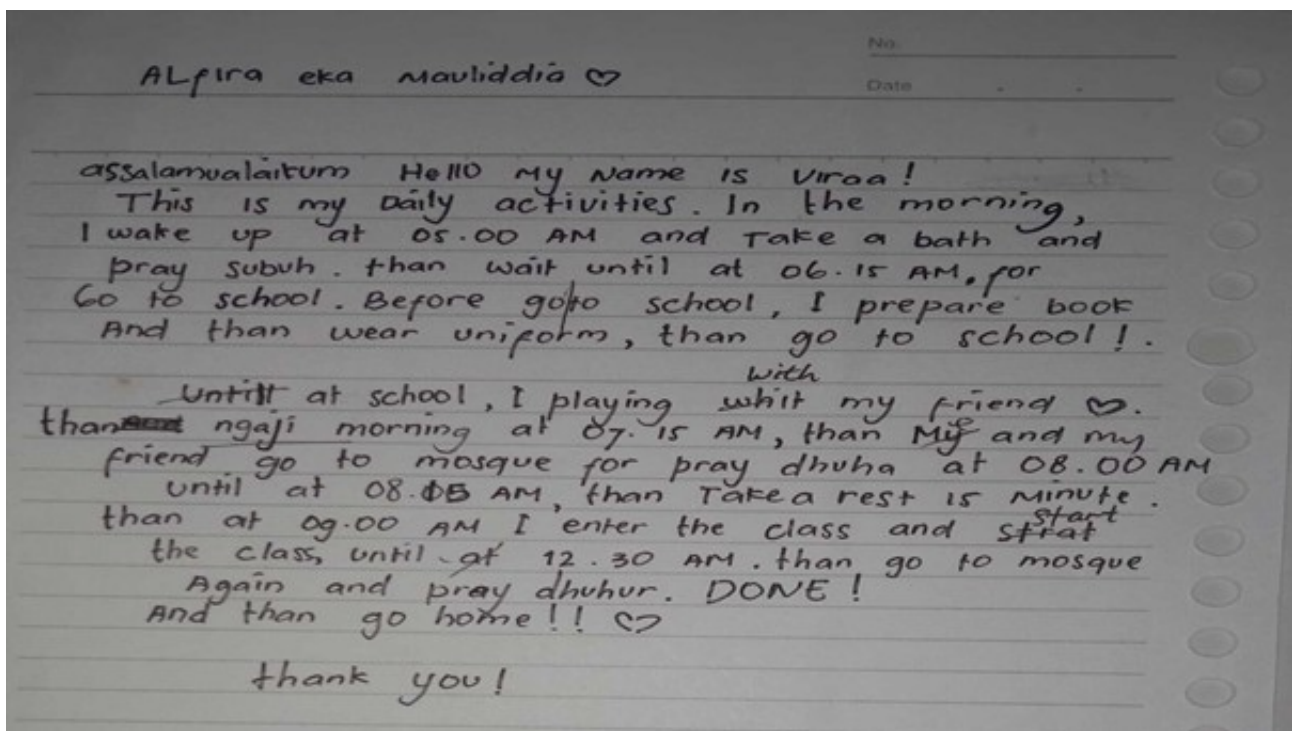 No.
ALfira eka Mauliddia ♡
Date
assalamualaikum Hello My Name is Viraa!
This is my Daily activities. In the morning,
I wake up at 05.00 AM and Take a bath and
pray subuh. than wait until at 06.15 AM, for
Go to school. Before go to school, I prepare book
And than wear uniform, than go to school!.
with
Untill at school, I playing whit my friend ♡.
than ngaji morning at 07.15 AM, than My and my
friend go to mosque for pray dhuha at 08.00 AM
until at 08.15 AM, than Take a rest 15 Minute.
start
than at 09.00 AM I enter the class and strat
the class, until at 12.30 AM. than go to mosque
Again and pray dhuhur. DONE!
And than go home!! ♡
thank you!